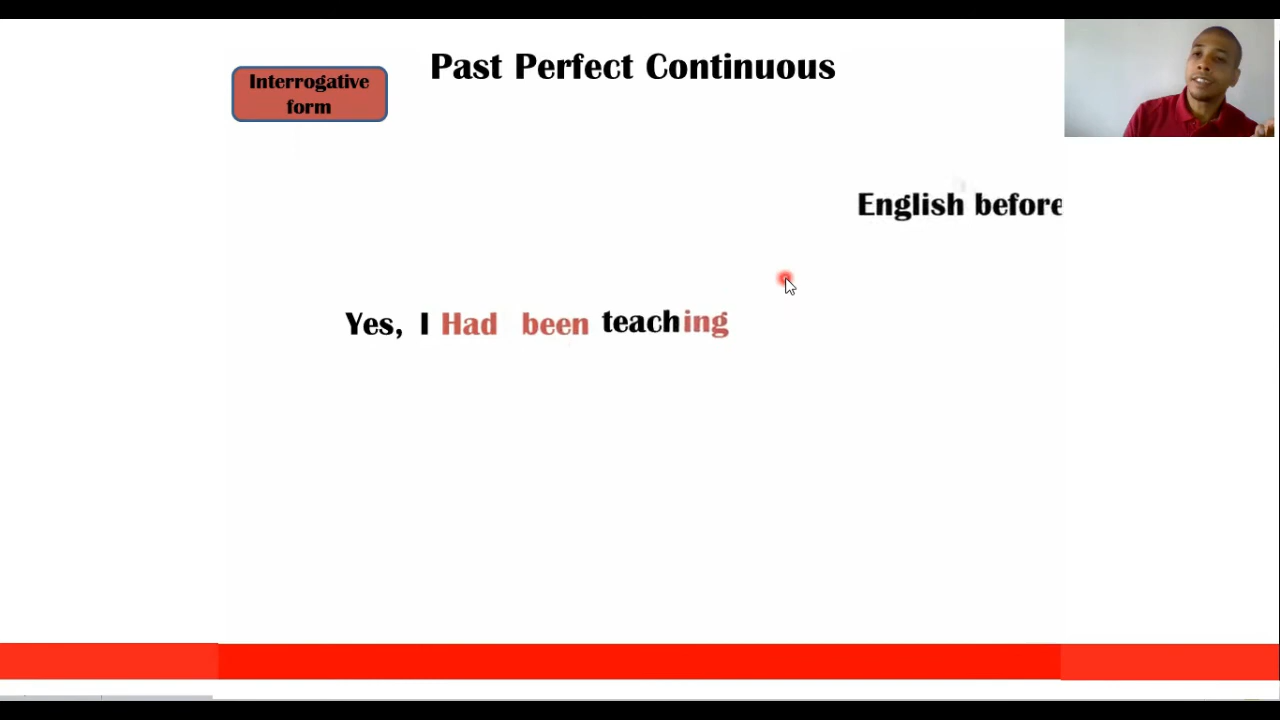 Past Perfect Continuous
Interrogative
form
English before
Yes, I Had been teaching